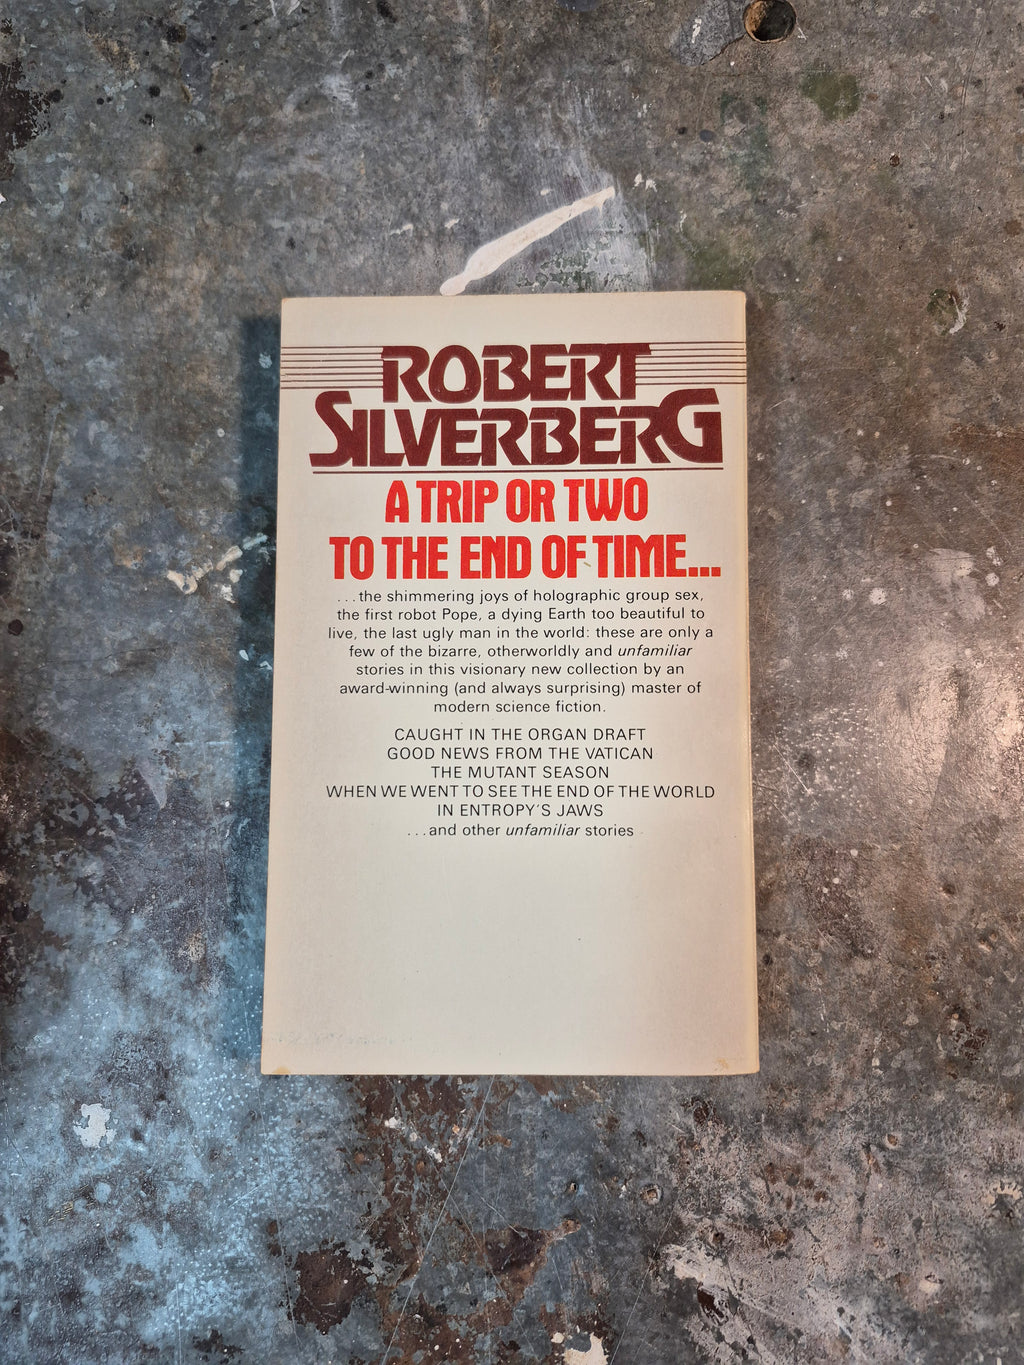 ROBERT
SILVERBERG
A TRIP OR TWO
TO THE END OF TIME...
...the shimmering joys of holographic group sex,
the first robot Pope, a dying Earth too beautiful to
live, the last ugly man in the world: these are only a
few of the bizarre, otherworldly and unfamiliar
stories in this visionary new collection by an
award-winning (and always surprising) master of
modern science fiction.
CAUGHT IN THE ORGAN DRAFT
GOOD NEWS FROM THE VATICAN
THE MUTANT SEASON
WHEN WE WENT TO SEE THE END OF THE WORLD
IN ENTROPY'S JAWS
...and other unfamiliar stories